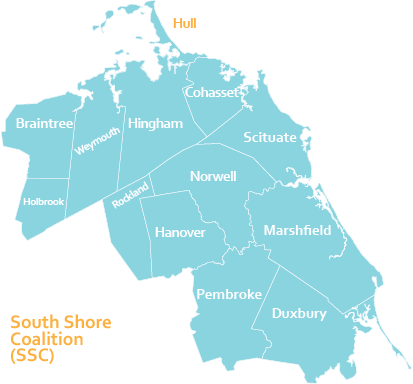 Hull
Cohasset
Braintree
Weymouth
Hingham
Scituate
Norwell
Holbrook
Rockland
Hanover
Marshfield
Pembroke
Duxbury
South Shore
Coalition
(SSC)